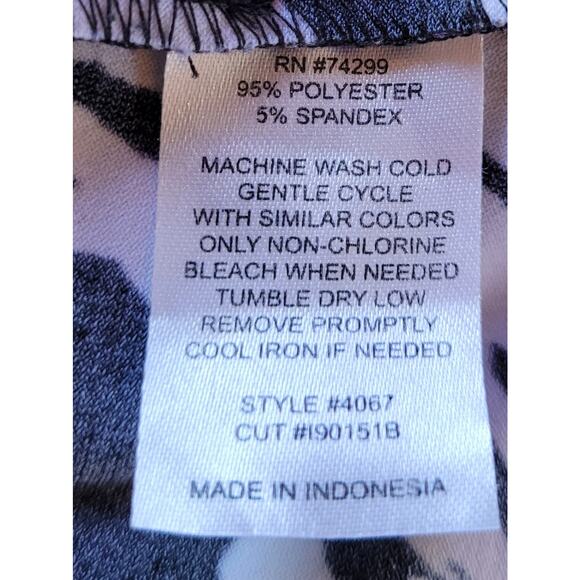 RN #74299
95% POLYESTER
5% SPANDEX
MACHINE WASH COLD
GENTLE CYCLE
WITH SIMILAR COLORS
ONLY NON-CHLORINE
BLEACH WHEN NEEDED
TUMBLE DRY LOW
REMOVE PROMPTLY
COOL IRON IF NEEDED
STYLE #4067
CUT #I90151B
MADE IN INDONESIA